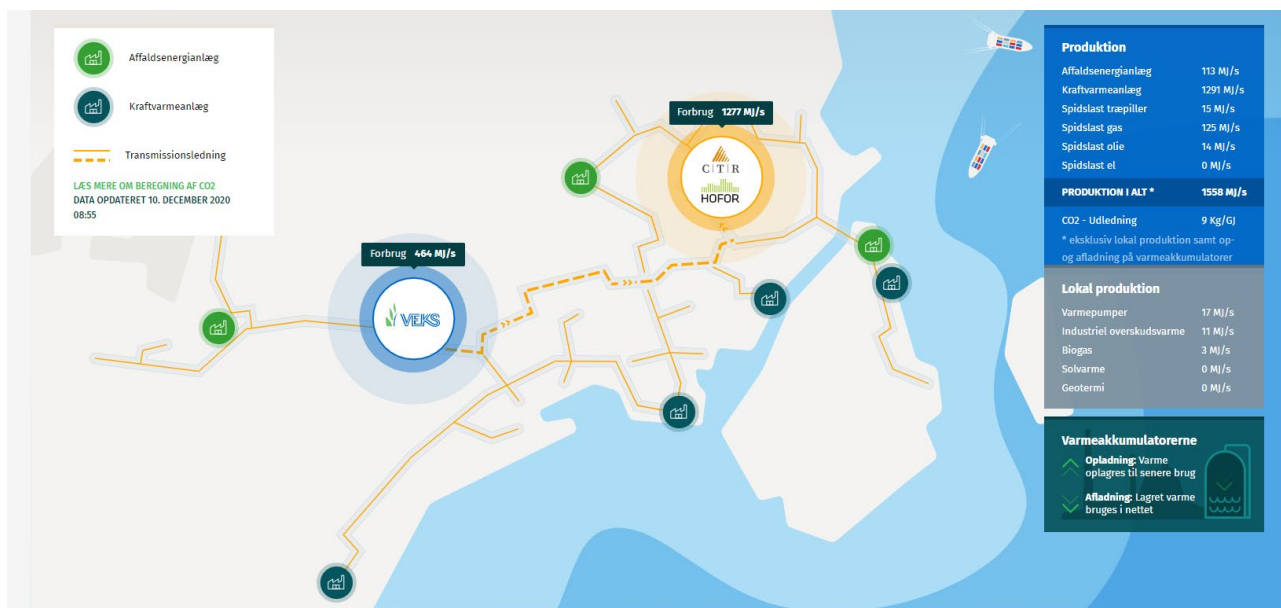 Affaldsenergianlæg
Kraftvarmeanlæg
Transmissionsledning
LÆS MERE OM BEREGNING AF CO2
DATA OPDATERET 10. DECEMBER 2020
08:55
Forbrug 1277 MJ/s
C|T|R
HOFOR
Forbrug 464 MJ/s
VEKS
Produktion
Affaldsenergianlæg 113 MJ/s
Kraftvarmeanlæg 1291 MJ/s
Spidslast træpiller 15 MJ/s
Spidslast gas 125 MJ/s
Spidslast olie 14 MJ/s
Spidslast el 0 MJ/s
PRODUKTION I ALT * 1558 MJ/s
CO2 - Udledning 9 Kg/GJ
* eksklusiv lokal produktion samt op-
og afladning på varmeakkumulatorer
Lokal produktion
Varmepumper 17 MJ/s
Industriel overskudsvarme 11 MJ/s
Biogas 3 MJ/s
Solvarme 0 MJ/s
Geotermi 0 MJ/s
Varmeakkumulatorerne
Opladning: Varme
oplagres til senere brug
Afladning: Lagret varme
bruges i nettet